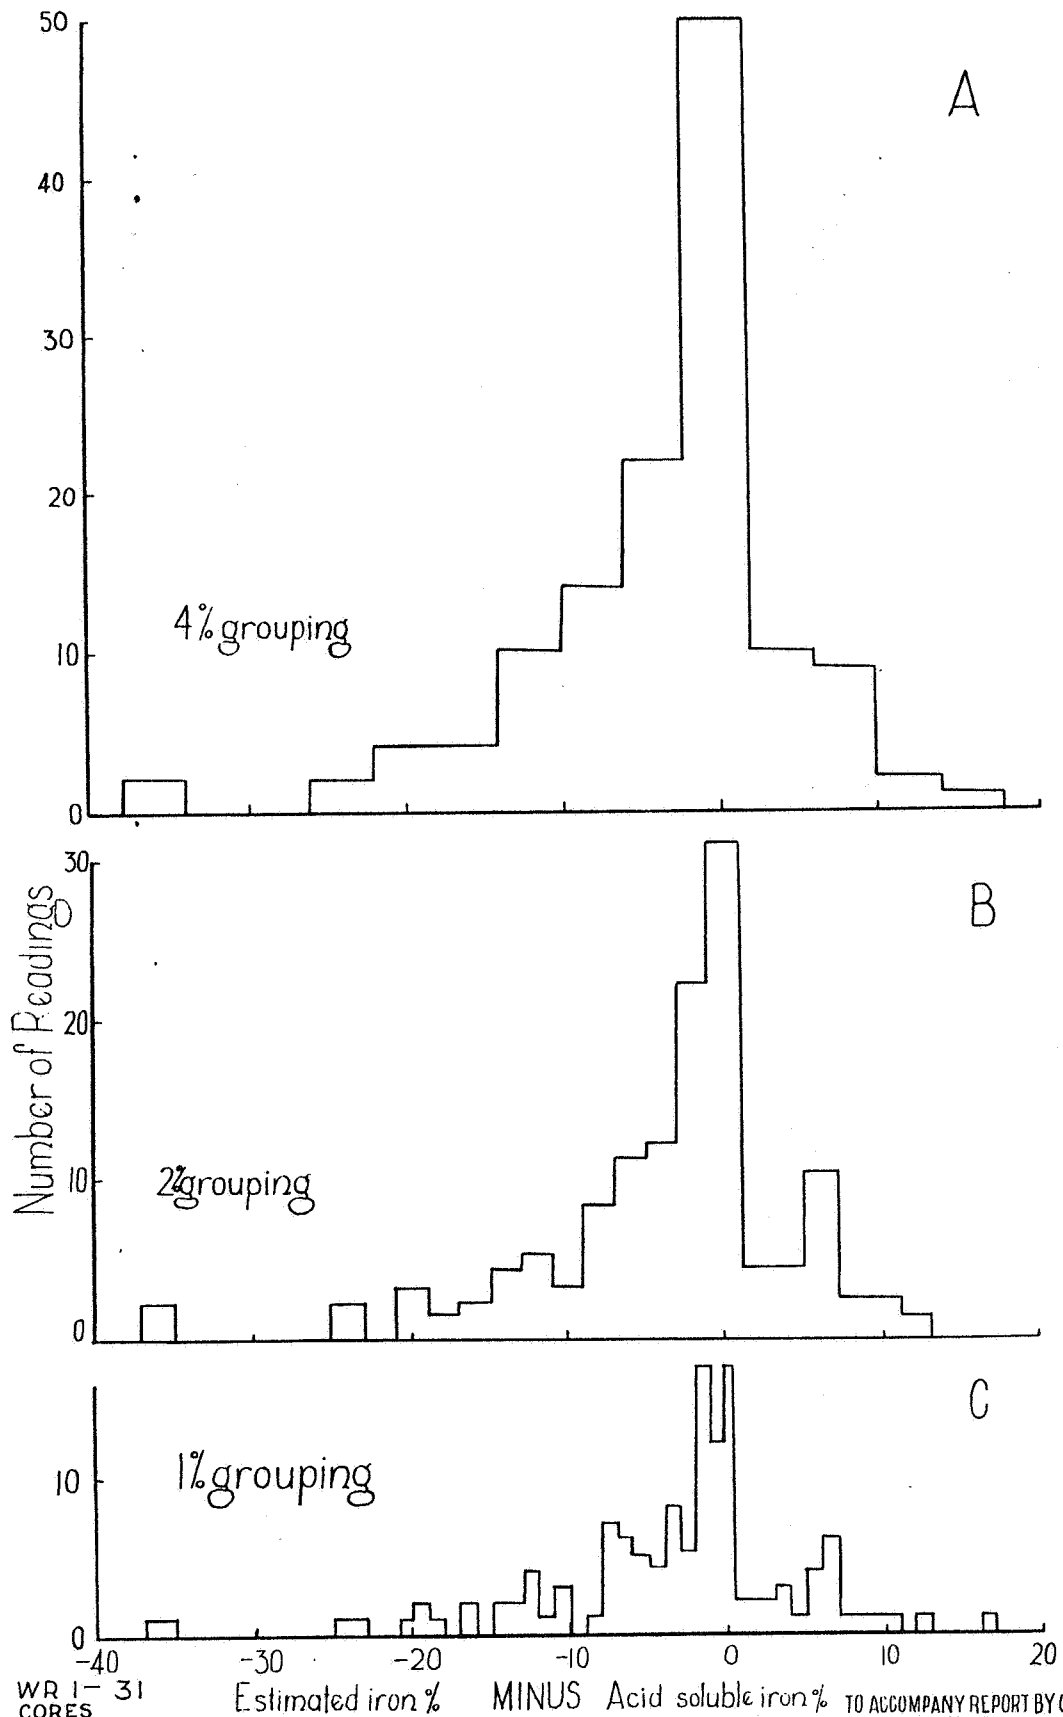 50
A
40
30
20
4% grouping
10
0
30
B
Number of Readings
20
10
2% grouping
0
C
10
1% grouping
0
-40 -30 -20 -10 0 10 20
WR 1-31
CORES
Estimated iron % MINUS Acid soluble iron % TO ACCOMPANY REPORT BY